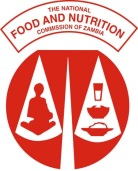 THE NATIONAL
FOOD AND NUTRITION
COMMISSION OF ZAMBIA